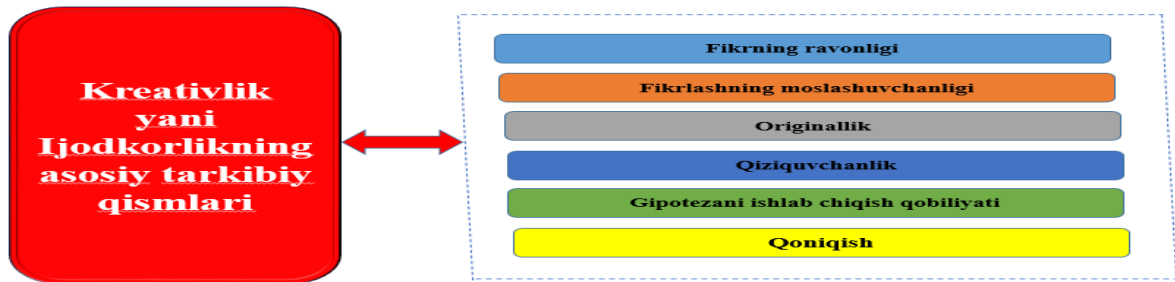 Kreativlik
yani
Ijodkorlikning
asosiy tarkibiy
qismlari
Fikrning ravonligi
Fikrlashning moslashuvchanligi
Originallik
Qiziquvchanlik
Gipotezani ishlab chiqish qobiliyati
Qoniqish